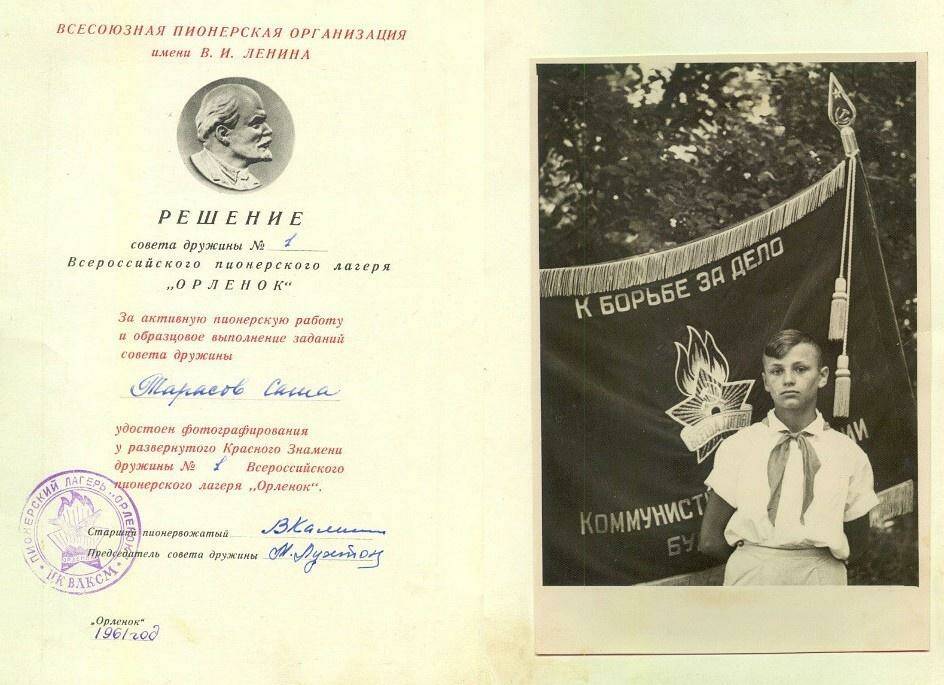 ВСЕСОЮЗНАЯ ПИОНЕРСКАЯ ОРГАНИЗАЦИЯ
имени В. И. ЛЕНИНА
РЕШЕНИЕ
совета дружины № 1
Всероссийского пионерского лагеря
„ОРЛЕНОК“
За активную пионерскую работу
и образцовое выполнение заданий
совета дружины
Тарасов Саша
удостоен фотографирования
у развернутого Красного Знамени
дружины № 1 Всероссийского
пионерского лагеря „Орленок“.
Старший пионервожатый
Председатель совета дружины
„Орленок“
1961 год
ПИОНЕРСКИЙ ЛАГЕРЬ „ОРЛЕНОК“
ЦК ВЛКСМ
К БОРЬБЕ ЗА ДЕЛО
КОММУНИСТ
БУ